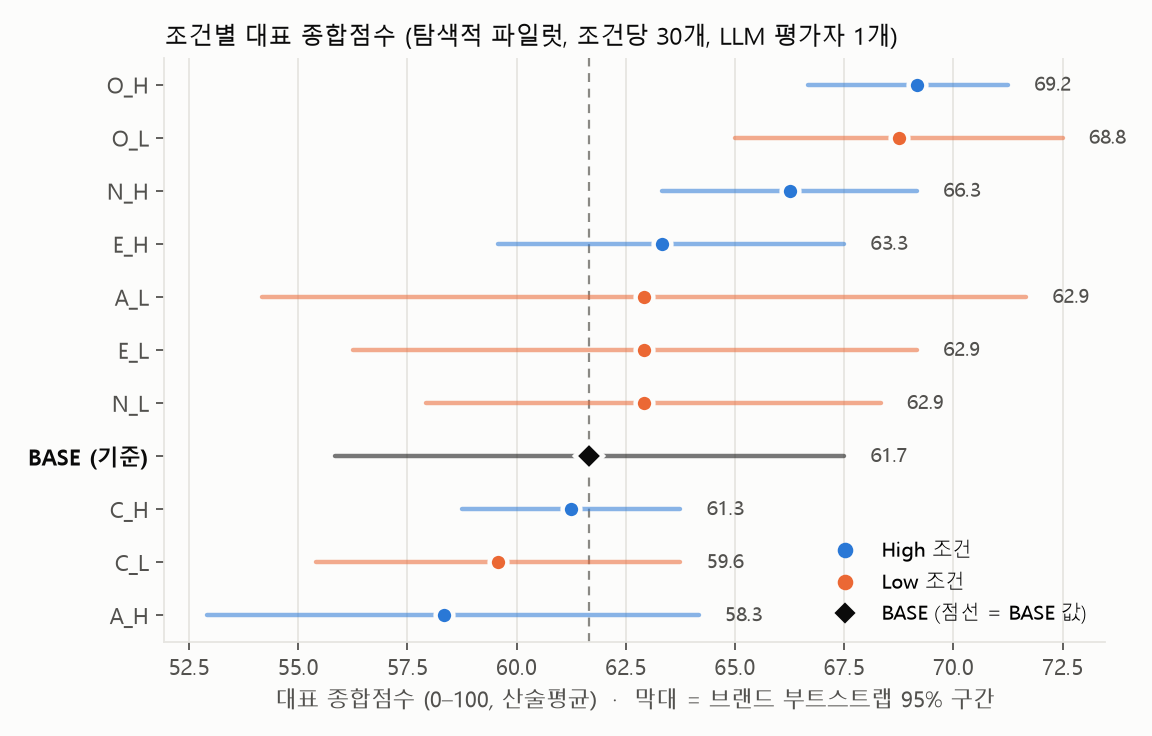 조건별 대표 종합점수 (탐색적 파일럿, 조건당 30개, LLM 평가자 1개)
O_H 69.2
O_L 68.8
N_H 66.3
E_H 63.3
A_L 62.9
E_L 62.9
N_L 62.9
BASE (기준) 61.7
C_H 61.3
C_L 59.6
A_H 58.3
High 조건
Low 조건
BASE (점선 = BASE 값)
52.5 55.0 57.5 60.0 62.5 65.0 67.5 70.0 72.5
대표 종합점수 (0–100, 산술평균) · 막대 = 브랜드 부트스트랩 95% 구간